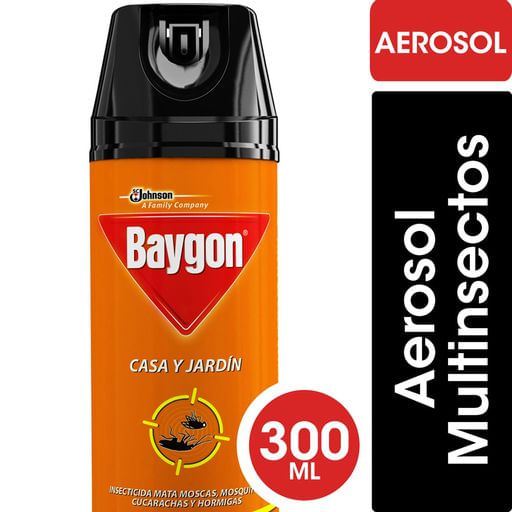 AEROSOL
Aerosol
Multinsectos
SC
Johnson
A Family Company
Baygon®
CASA Y JARDÍN
300
ML
INSECTICIDA MATA MOSCAS, MOSQUI
CUCARACHAS Y HORMIGAS